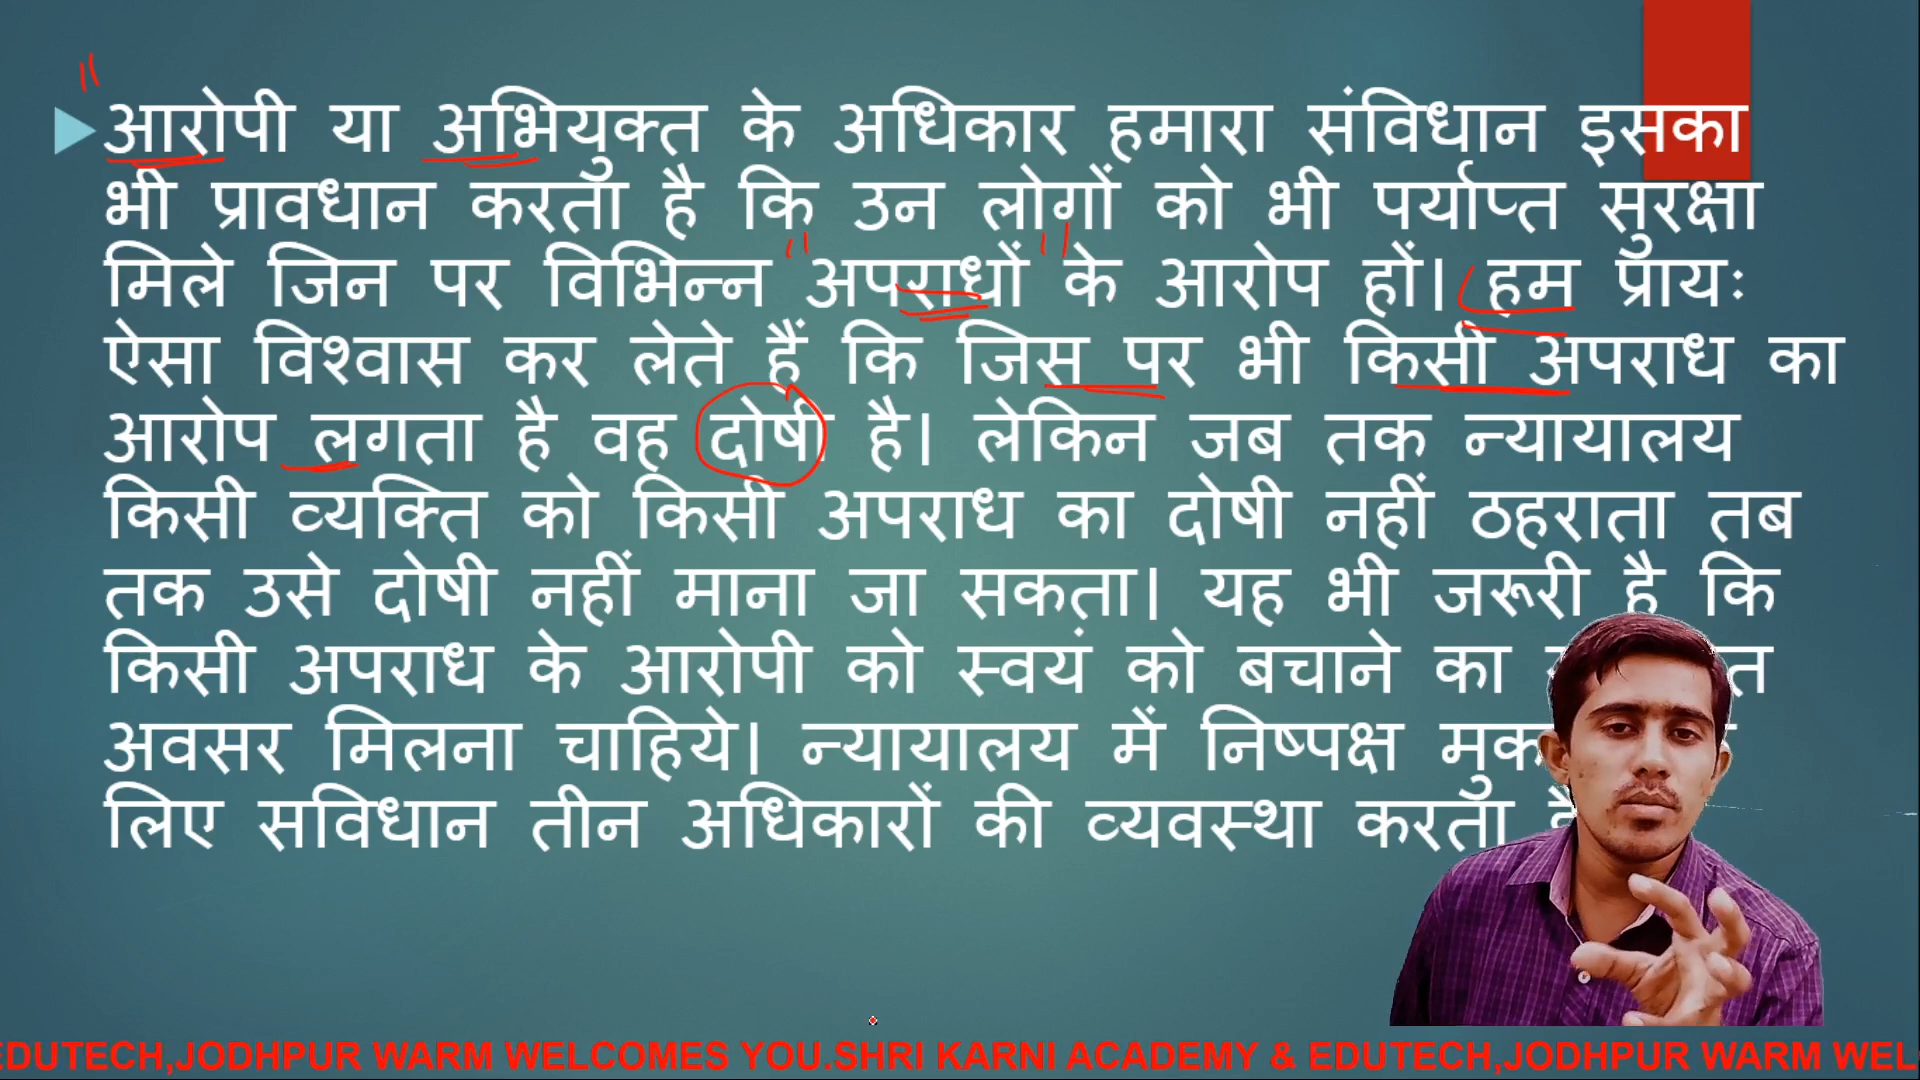 आरोपी या अभियुक्त के अधिकार हमारा संविधान इसका
भी प्रावधान करता है कि उन लोगों को भी पर्याप्त सुरक्षा
मिले जिन पर विभिन्न अपराधों के आरोप हों। हम प्रायः
ऐसा विश्वास कर लेते हैं कि जिस पर भी किसी अपराध का
आरोप लगता है वह दोषी है। लेकिन जब तक न्यायालय
किसी व्यक्ति को किसी अपराध का दोषी नहीं ठहराता तब
तक उसे दोषी नहीं माना जा सकता। यह भी जरूरी है कि
किसी अपराध के आरोपी को स्वयं को बचाने का
अवसर मिलना चाहिये। न्यायालय में निष्पक्ष
लिए सविधान तीन अधिकारों की व्यवस्था करता
EDUTECH,JODHPUR WARM WELCOMES YOU.SHRI KARNI ACADEMY & EDUTECH,JODHPUR WARM WEL